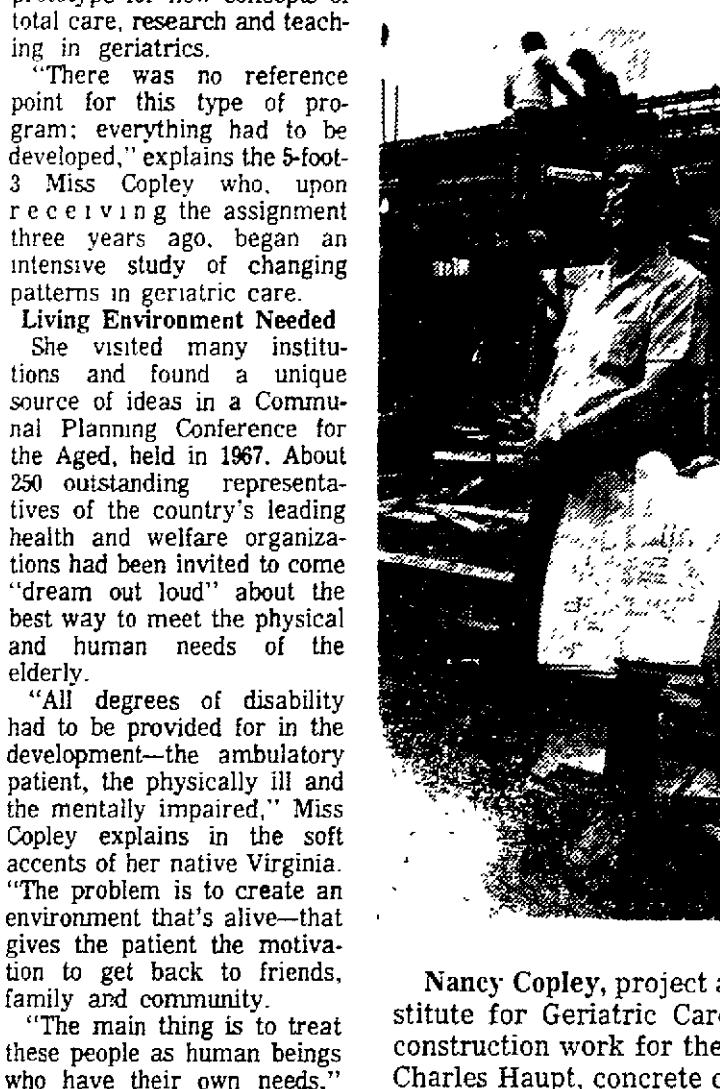 prototype for new concepts of
total care, research and teach-
ing in geriatrics.
"There was no reference
point for this type of pro-
gram; everything had to be
developed," explains the 5-foot-
3 Miss Copley who, upon
receiving the assignment
three years ago, began an
intensive study of changing
patterns in geriatric care.
Living Environment Needed
She visited many institu-
tions and found a unique
source of ideas in a Commu-
nal Planning Conference for
the Aged, held in 1967. About
250 outstanding representa-
tives of the country's leading
health and welfare organiza-
tions had been invited to come
"dream out loud" about the
best way to meet the physical
and human needs of the
elderly.
"All degrees of disability
had to be provided for in the
development—the ambulatory
patient, the physically ill and
the mentally impaired," Miss
Copley explains in the soft
accents of her native Virginia.
"The problem is to create an
environment that's alive—that
gives the patient the motiva-
tion to get back to friends,
family and community.
"The main thing is to treat
these people as human beings
who have their own needs."
Nancy Copley, project a
stitute for Geriatric Car
construction work for the
Charles Haupt, concrete